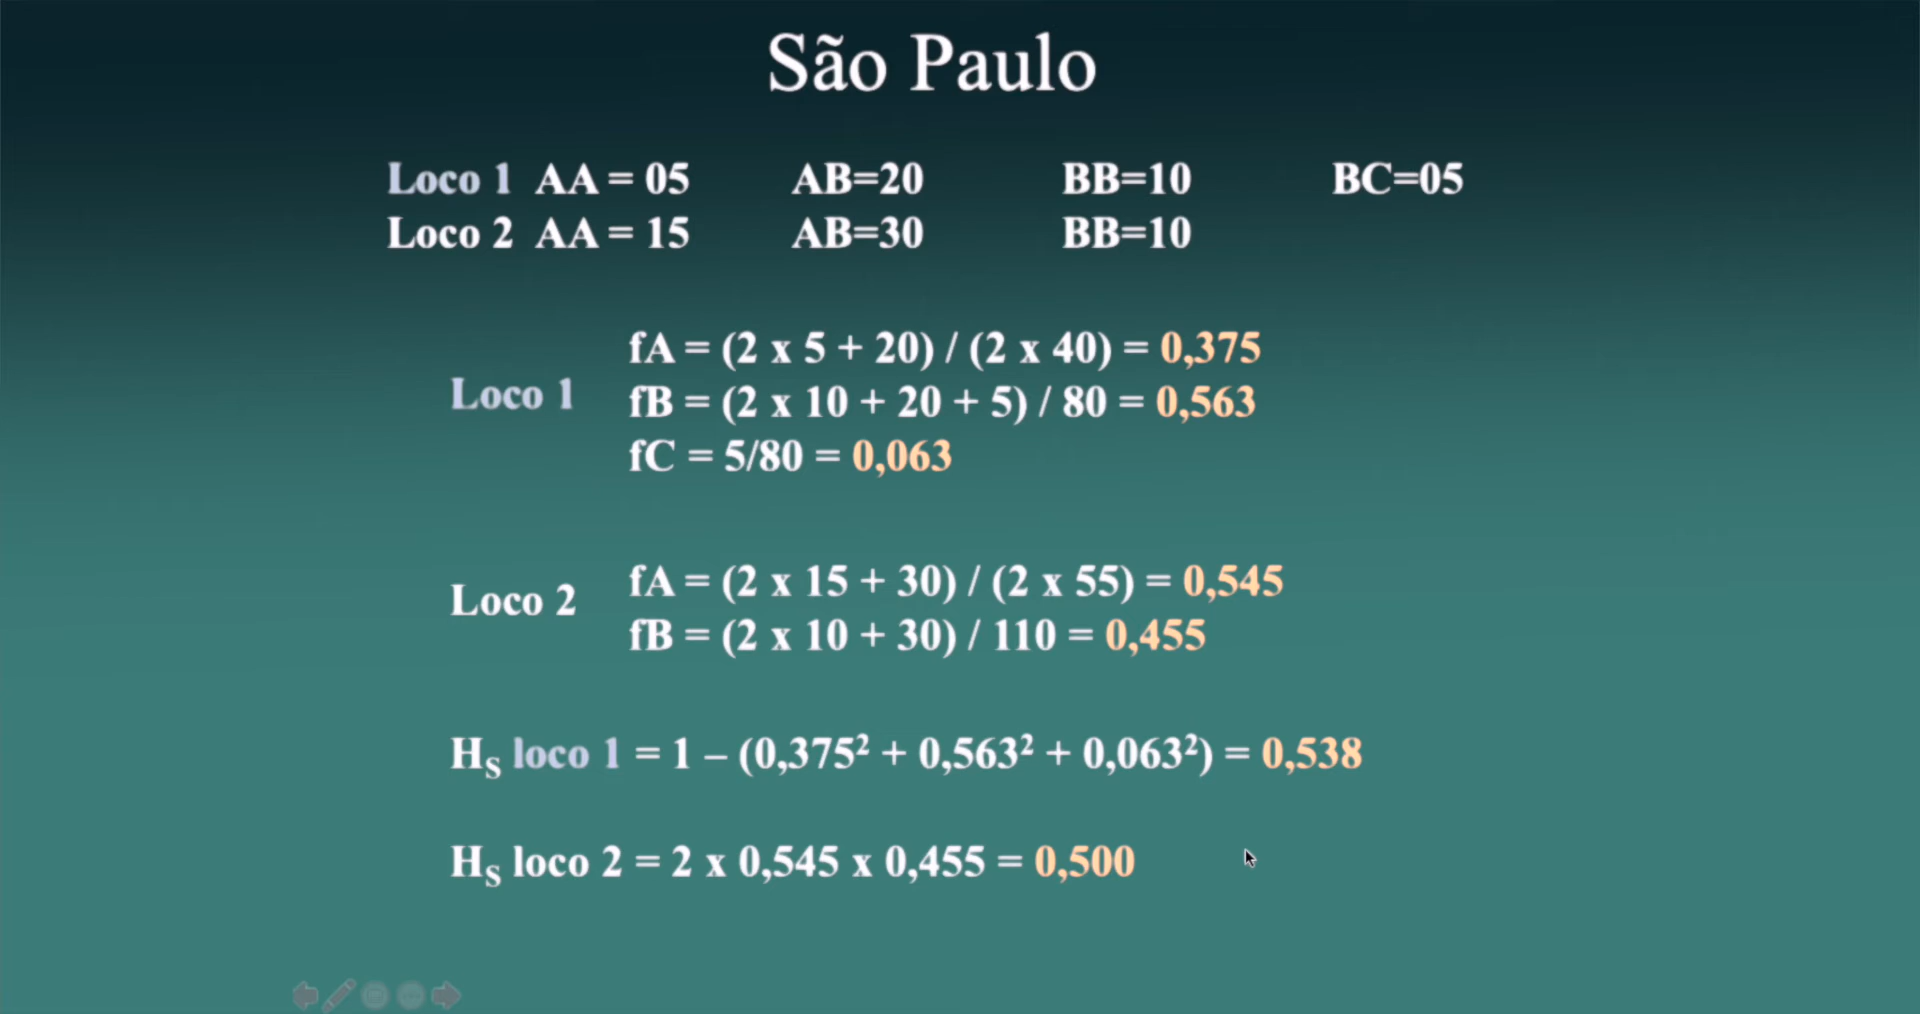 São Paulo
Loco 1 AA = 05 AB=20 BB=10 BC=05
Loco 2 AA = 15 AB=30 BB=10
fA = (2 x 5 + 20) / (2 x 40) = 0,375
Loco 1 fB = (2 x 10 + 20 + 5) / 80 = 0,563
fC = 5/80 = 0,063
Loco 2 fA = (2 x 15 + 30) / (2 x 55) = 0,545
fB = (2 x 10 + 30) / 110 = 0,455
H_S loco 1 = 1 – (0,375² + 0,563² + 0,063²) = 0,538
H_S loco 2 = 2 x 0,545 x 0,455 = 0,500